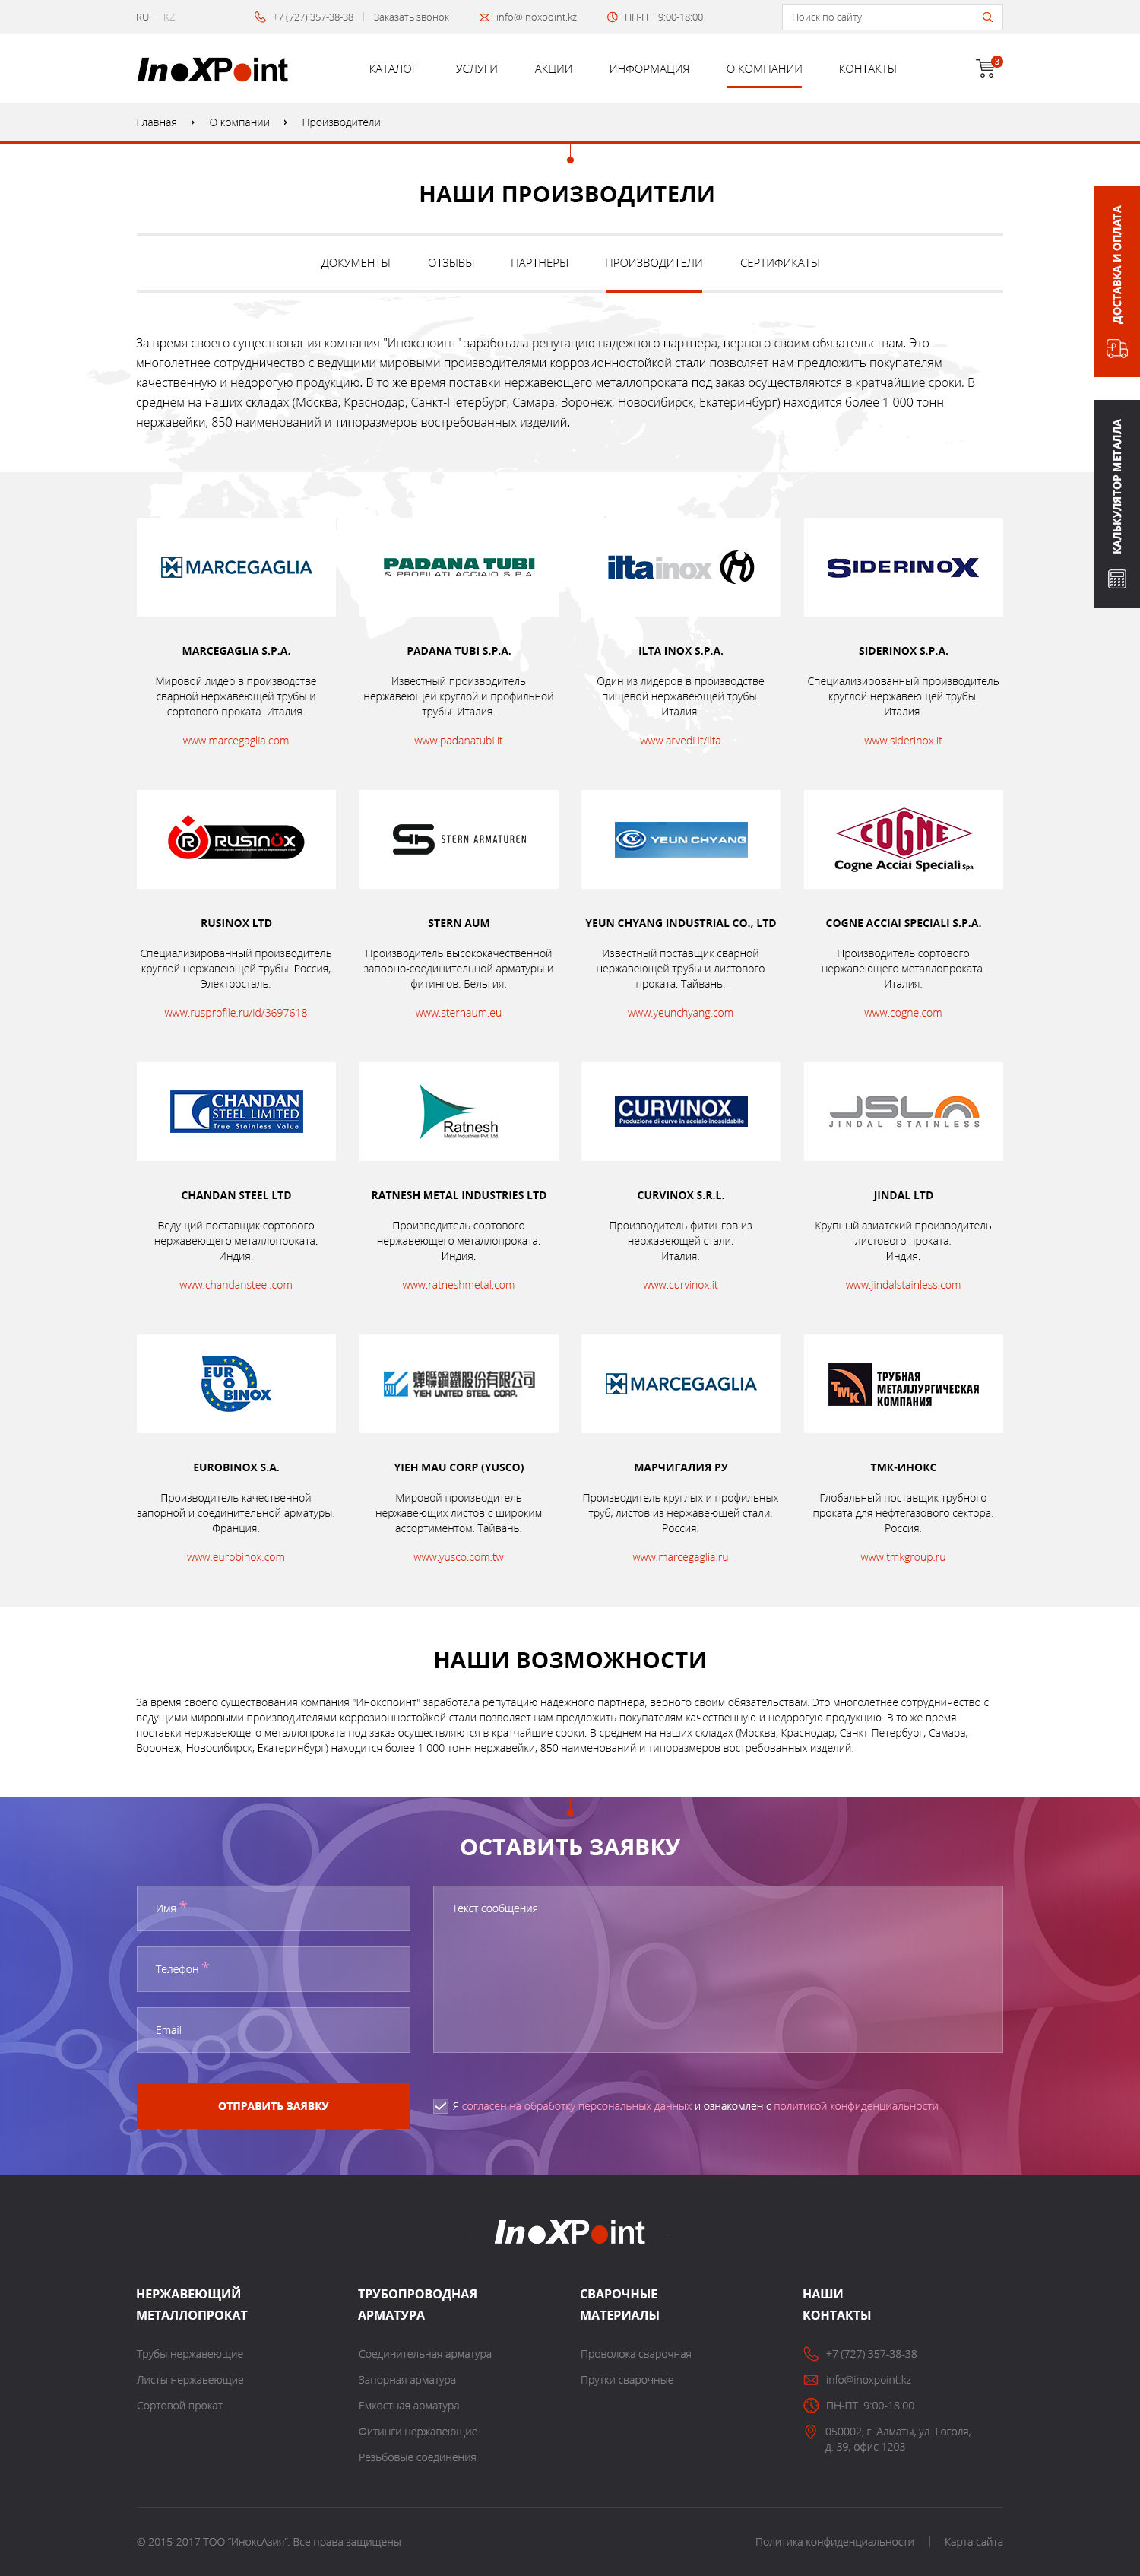 RU - KZ
+7 (727) 357-38-38 | Заказать звонок
info@inoxpoint.kz
ПН-ПТ 9:00-18:00
Поиск по сайту
InoXPoint
КАТАЛОГ УСЛУГИ АКЦИИ ИНФОРМАЦИЯ О КОМПАНИИ КОНТАКТЫ
3
Главная › О компании › Производители
НАШИ ПРОИЗВОДИТЕЛИ
ДОСТАВКА И ОПЛАТА
КАЛЬКУЛЯТОР МЕТАЛЛА
ДОКУМЕНТЫ ОТЗЫВЫ ПАРТНЕРЫ ПРОИЗВОДИТЕЛИ СЕРТИФИКАТЫ
За время своего существования компания "Инокспоинт" заработала репутацию надежного партнера, верного своим обязательствам. Это
многолетнее сотрудничество с ведущими мировыми производителями коррозионностойкой стали позволяет нам предложить покупателям
качественную и недорогую продукцию. В то же время поставки нержавеющего металлопроката под заказ осуществляются в кратчайшие сроки. В
среднем на наших складах (Москва, Краснодар, Санкт-Петербург, Самара, Воронеж, Новосибирск, Екатеринбург) находится более 1 000 тонн
нержавейки, 850 наименований и типоразмеров востребованных изделий.
MARCEGAGLIA
MARCEGAGLIA S.P.A.
Мировой лидер в производстве
сварной нержавеющей трубы и
сортового проката. Италия.
www.marcegaglia.com
PADANA TUBI
& PROFILATI ACCIAIO S.P.A.
PADANA TUBI S.P.A.
Известный производитель
нержавеющей круглой и профильной
трубы. Италия.
www.padanatubi.it
iltainox
ILTA INOX S.P.A.
Один из лидеров в производстве
пищевой нержавеющей трубы.
Италия.
www.arvedi.it/ilta
SIDERINOX
SIDERINOX S.P.A.
Специализированный производитель
круглой нержавеющей трубы.
Италия.
www.siderinox.it
RUSINOX
RUSINOX LTD
Специализированный производитель
круглой нержавеющей трубы. Россия,
Электросталь.
www.rusprofile.ru/id/3697618
STERN ARMATUREN
STERN AUM
Производитель высококачественной
запорно-соединительной арматуры и
фитингов. Бельгия.
www.sternaum.eu
YEUN CHYANG
YEUN CHYANG INDUSTRIAL CO., LTD
Известный поставщик сварной
нержавеющей трубы и листового
проката. Тайвань.
www.yeunchyang.com
COGNE
Cogne Acciai Speciali Spa
COGNE ACCIAI SPECIALI S.P.A.
Производитель сортового
нержавеющего металлопроката.
Италия.
www.cogne.com
CHANDAN
STEEL LIMITED
True Stainless Value
CHANDAN STEEL LTD
Ведущий поставщик сортового
нержавеющего металлопроката.
Индия.
www.chandansteel.com
Ratnesh
Metal Industries Pvt. Ltd.
RATNESH METAL INDUSTRIES LTD
Производитель сортового
нержавеющего металлопроката.
Индия.
www.ratneshmetal.com
CURVINOX
Produzione di curve in acciaio inossidabile
CURVINOX S.R.L.
Производитель фитингов из
нержавеющей стали.
Италия.
www.curvinox.it
JSL
JINDAL STAINLESS
JINDAL LTD
Крупный азиатский производитель
листового проката.
Индия.
www.jindalstainless.com
EUROBINOX
EUROBINOX S.A.
Производитель качественной
запорной и соединительной арматуры.
Франция.
www.eurobinox.com
燁聯鋼鐵股份有限公司
YIEH UNITED STEEL CORP.
YIEH MAU CORP (YUSCO)
Мировой производитель
нержавеющих листов с широким
ассортиментом. Тайвань.
www.yusco.com.tw
MARCEGAGLIA
МАРЧИГАЛИЯ РУ
Производитель круглых и профильных
труб, листов из нержавеющей стали.
Россия.
www.marcegaglia.ru
ТМК
ТРУБНАЯ
МЕТАЛЛУРГИЧЕСКАЯ
КОМПАНИЯ
ТМК-ИНОКС
Глобальный поставщик трубного
проката для нефтегазового сектора.
Россия.
www.tmkgroup.ru
НАШИ ВОЗМОЖНОСТИ
За время своего существования компания "Инокспоинт" заработала репутацию надежного партнера, верного своим обязательствам. Это многолетнее сотрудничество с
ведущими мировыми производителями коррозионностойкой стали позволяет нам предложить покупателям качественную и недорогую продукцию. В то же время
поставки нержавеющего металлопроката под заказ осуществляются в кратчайшие сроки. В среднем на наших складах (Москва, Краснодар, Санкт-Петербург, Самара,
Воронеж, Новосибирск, Екатеринбург) находится более 1 000 тонн нержавейки, 850 наименований и типоразмеров востребованных изделий.
ОСТАВИТЬ ЗАЯВКУ
Имя *
Телефон *
Email
Текст сообщения
ОТПРАВИТЬ ЗАЯВКУ
Я согласен на обработку персональных данных и ознакомлен с политикой конфиденциальности
InoXPoint
НЕРЖАВЕЮЩИЙ
МЕТАЛЛОПРОКАТ
Трубы нержавеющие
Листы нержавеющие
Сортовой прокат
ТРУБОПРОВОДНАЯ
АРМАТУРА
Соединительная арматура
Запорная арматура
Емкостная арматура
Фитинги нержавеющие
Резьбовые соединения
СВАРОЧНЫЕ
МАТЕРИАЛЫ
Проволока сварочная
Прутки сварочные
НАШИ
КОНТАКТЫ
+7 (727) 357-38-38
info@inoxpoint.kz
ПН-ПТ 9:00-18:00
050002, г. Алматы, ул. Гоголя,
д. 39, офис 1203
© 2015-2017 ТОО "ИноксАзия". Все права защищены
Политика конфиденциальности | Карта сайта